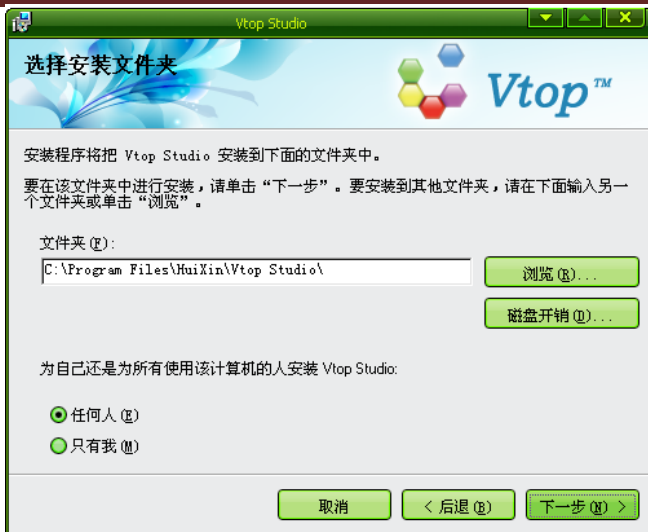 Vtop Studio
选择安装文件夹
Vtop™
安装程序将把 Vtop Studio 安装到下面的文件夹中。
要在该文件夹中进行安装，请单击“下一步”。要安装到其他文件夹，请在下面输入另一
个文件夹或单击“浏览”。
文件夹(F):
C:\Program Files\HuiXin\Vtop Studio\
浏览(R)...
磁盘开销(D)...
为自己还是为所有使用该计算机的人安装 Vtop Studio:
任何人(E)
只有我(M)
取消
< 后退(B)
下一步(N) >